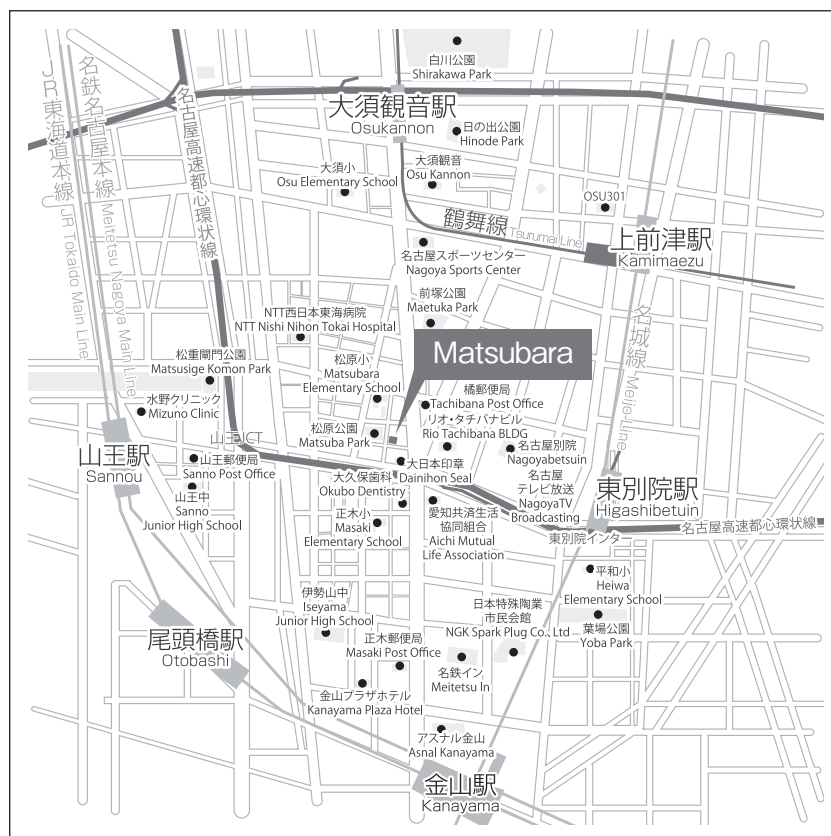 白川公園
Shirakawa Park
大須観音駅
Osukannon
日の出公園
Hinode Park
大須小
Osu Elementary School
大須観音
Osu Kannon
OSU301
JR東海道本線
JR Tokaido Main Line
名鉄名古屋本線
Meitetsu Nagoya Main Line
名古屋高速都心環状線
鶴舞線
Tsurumai Line
上前津駅
Kamimaezu
名古屋スポーツセンター
Nagoya Sports Center
前塚公園
Maetuka Park
NTT西日本東海病院
NTT Nishi Nihon Tokai Hospital
名城線
Meijo Line
Matsubara
松重閘門公園
Matsusige Komon Park
松原小
Matsubara
Elementary School
橘郵便局
Tachibana Post Office
水野クリニック
Mizuno Clinic
リオ・タチバナビル
Rio Tachibana BLDG
松原公園
Matsuba Park
山王JCT
名古屋別院
Nagoyabetsuin
山王駅
Sannou
山王郵便局
Sanno Post Office
大久保歯科
Okubo Dentistry
大日本印章
Dainihon Seal
名古屋
テレビ放送
NagoyaTV
Broadcasting
東別院駅
Higashibetuin
山王中
Sanno
Junior High School
正木小
Masaki
Elementary School
愛知共済生活
協同組合
Aichi Mutual
Life Association
名古屋高速都心環状線
東別院インター
平和小
Heiwa
Elementary School
伊勢山中
Iseyama
Junior High School
日本特殊陶業
市民会館
NGK Spark Plug Co., Ltd
葉場公園
Yoba Park
尾頭橋駅
Otobashi
正木郵便局
Masaki Post Office
名鉄イン
Meitetsu In
金山プラザホテル
Kanayama Plaza Hotel
アスナル金山
Asnal Kanayama
金山駅
Kanayama